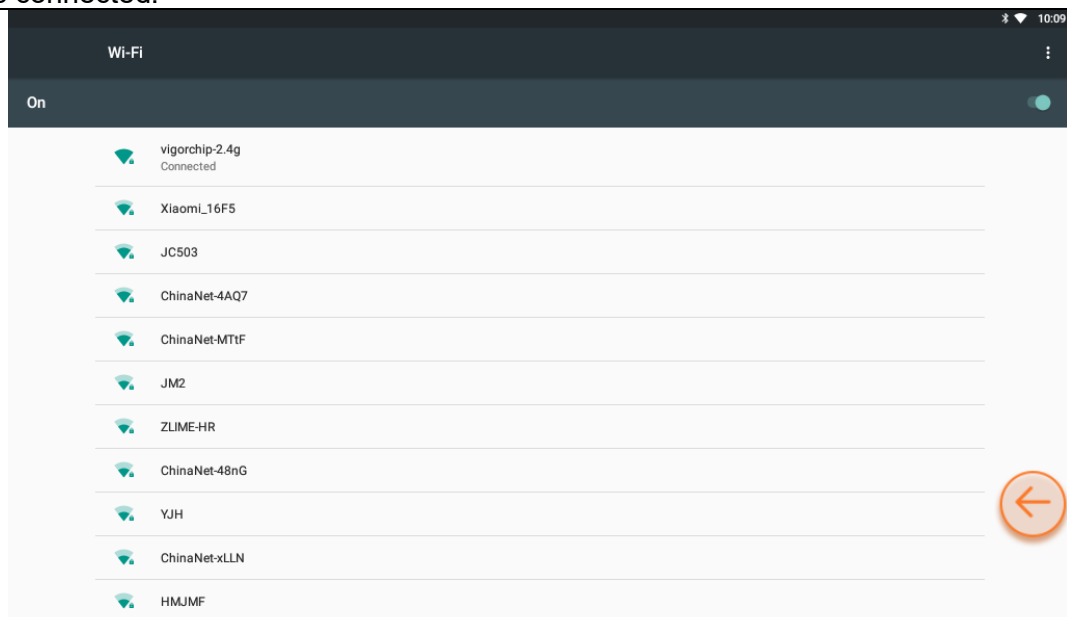 connected.
10:09
Wi-Fi
On
vigorchip-2.4g
Connected
Xiaomi_16F5
JC503
ChinaNet-4AQ7
ChinaNet-MTtF
JM2
ZLIME-HR
ChinaNet-48nG
YJH
ChinaNet-xLLN
HMJMF